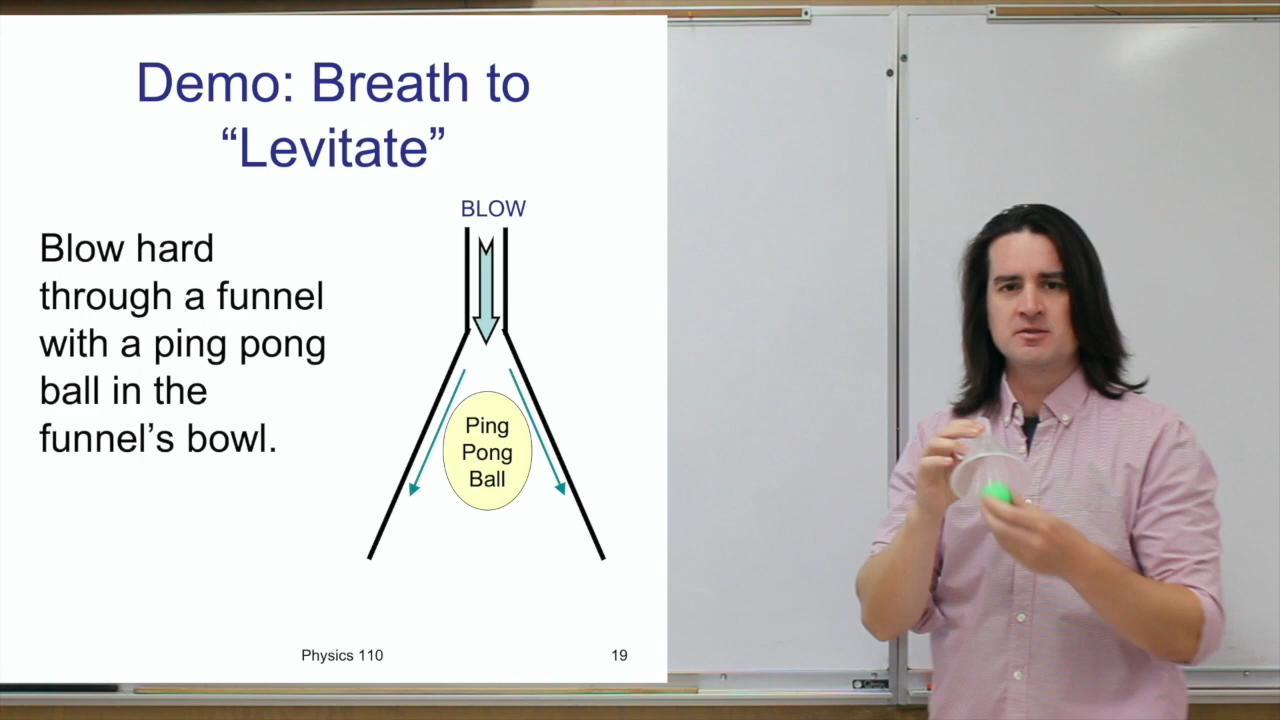 Demo: Breath to
“Levitate”
BLOW
Blow hard
through a funnel
with a ping pong
ball in the
funnel’s bowl.
Ping
Pong
Ball
Physics 110
19